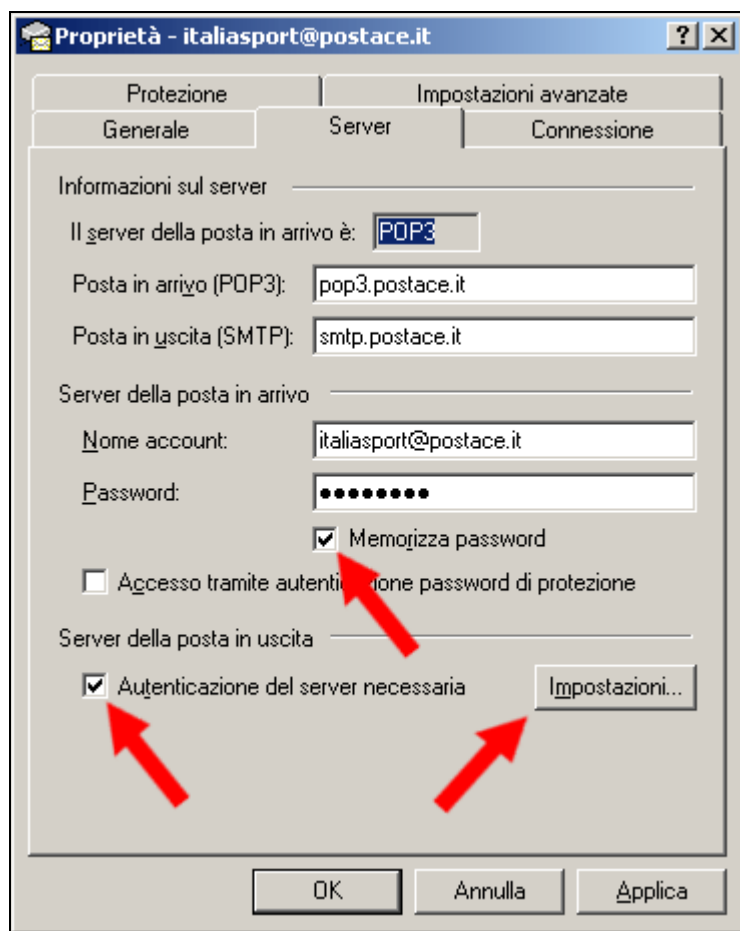 Proprietà - italiasport@postace.it
Protezione Impostazioni avanzate
Generale Server Connessione
Informazioni sul server
Il server della posta in arrivo è: POP3
Posta in arrivo (POP3): pop3.postace.it
Posta in uscita (SMTP): smtp.postace.it
Server della posta in arrivo
Nome account: italiasport@postace.it
Password: ●●●●●●●●
Memorizza password
Accesso tramite autenticazione password di protezione
Server della posta in uscita
Autenticazione del server necessaria Impostazioni...
OK Annulla Applica